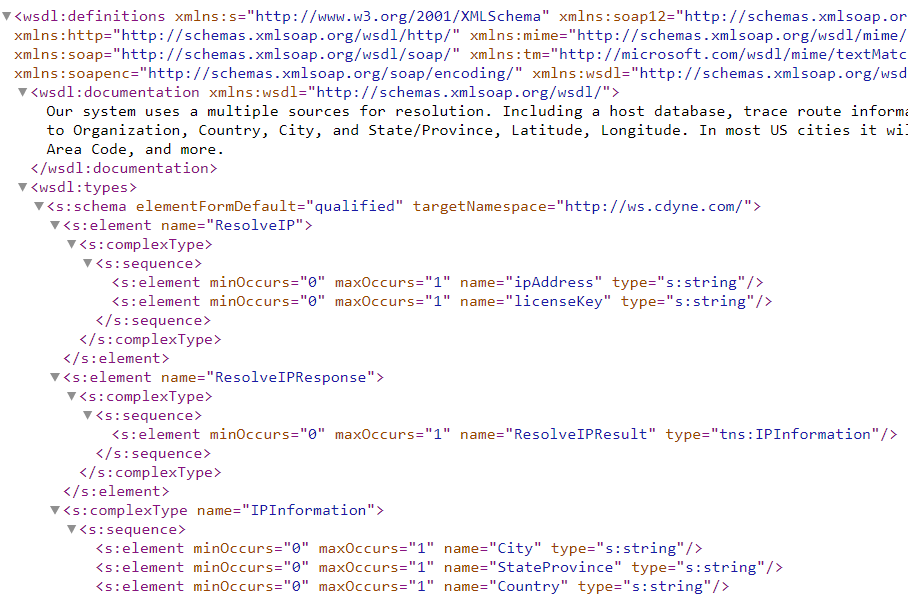 <wsdl:definitions xmlns:s="http://www.w3.org/2001/XMLSchema" xmlns:soap12="http://schemas.xmlsoap.or
xmlns:http="http://schemas.xmlsoap.org/wsdl/http/" xmlns:mime="http://schemas.xmlsoap.org/wsdl/mime/
xmlns:soap="http://schemas.xmlsoap.org/wsdl/soap/" xmlns:tm="http://microsoft.com/wsdl/mime/textMatc
xmlns:soapenc="http://schemas.xmlsoap.org/soap/encoding/" xmlns:wsdl="http://schemas.xmlsoap.org/wsd
<wsdl:documentation xmlns:wsdl="http://schemas.xmlsoap.org/wsdl/">
Our system uses a multiple sources for resolution. Including a host database, trace route informa
to Organization, Country, City, and State/Province, Latitude, Longitude. In most US cities it wil
Area Code, and more.
</wsdl:documentation>
<wsdl:types>
<s:schema elementFormDefault="qualified" targetNamespace="http://ws.cdyne.com/">
<s:element name="ResolveIP">
<s:complexType>
<s:sequence>
<s:element minOccurs="0" maxOccurs="1" name="ipAddress" type="s:string"/>
<s:element minOccurs="0" maxOccurs="1" name="licenseKey" type="s:string"/>
</s:sequence>
</s:complexType>
</s:element>
<s:element name="ResolveIPResponse">
<s:complexType>
<s:sequence>
<s:element minOccurs="0" maxOccurs="1" name="ResolveIPResult" type="tns:IPInformation"/>
</s:sequence>
</s:complexType>
</s:element>
<s:complexType name="IPInformation">
<s:sequence>
<s:element minOccurs="0" maxOccurs="1" name="City" type="s:string"/>
<s:element minOccurs="0" maxOccurs="1" name="StateProvince" type="s:string"/>
<s:element minOccurs="0" maxOccurs="1" name="Country" type="s:string"/>